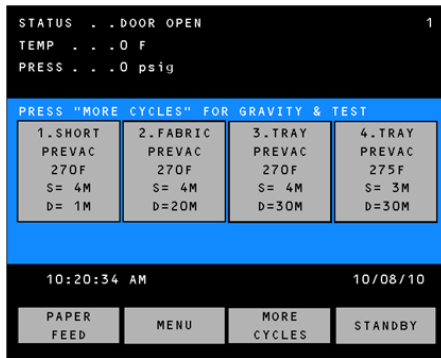 STATUS . . DOOR OPEN 1
TEMP . . . 0 F
PRESS . . . 0 psig
PRESS "MORE CYCLES" FOR GRAVITY & TEST
1.SHORT 2.FABRIC 3.TRAY 4.TRAY
PREVAC PREVAC PREVAC PREVAC
270F 270F 270F 275F
S= 4M S= 4M S= 4M S= 3M
D= 1M D=20M D=30M D=30M
10:20:34 AM 10/08/10
PAPER FEED MENU MORE CYCLES STANDBY